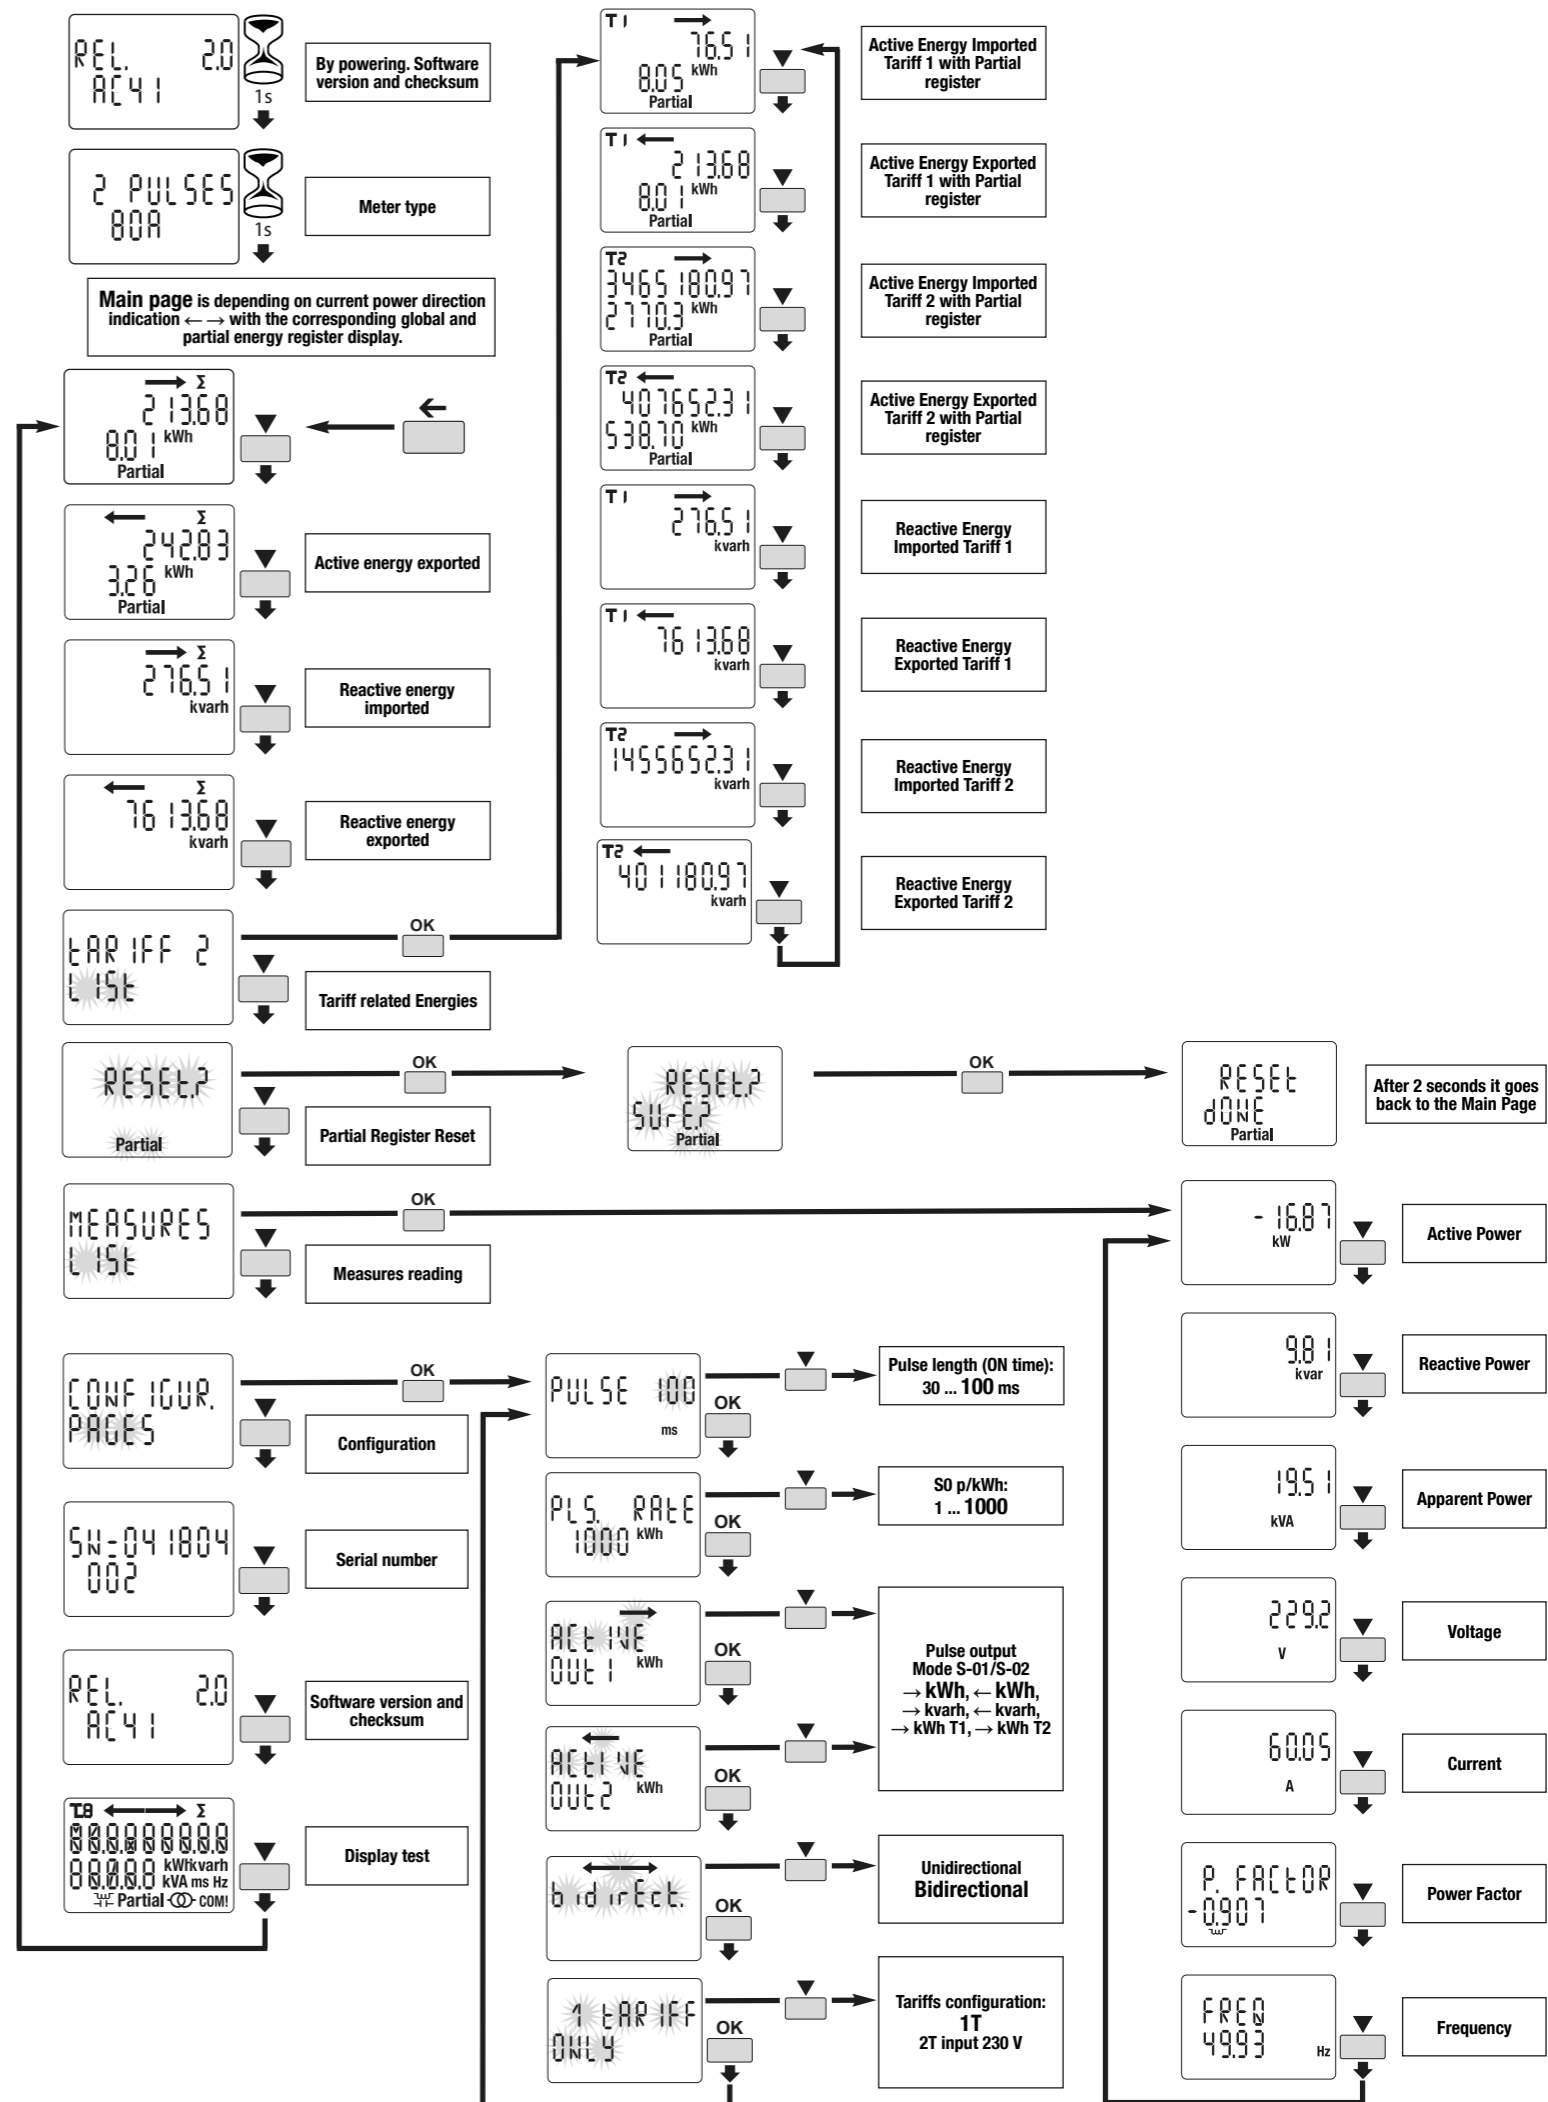 REL. 2.0
AC41
1s
By powering. Software
version and checksum
2 PULSES
80A
1s
Meter type
Main page is depending on current power direction
indication ← → with the corresponding global and
partial energy register display.
→ Σ
213.68
8.01 kWh
Partial
←
← Σ
242.83
3.26 kWh
Partial
Active energy exported
→ Σ
276.51
kvarh
Reactive energy
imported
← Σ
7613.68
kvarh
Reactive energy
exported
tARIFF 2
LISt
OK
Tariff related Energies
T1 →
76.51
8.05 kWh
Partial
Active Energy Imported
Tariff 1 with Partial
register
T1 ←
213.68
8.01 kWh
Partial
Active Energy Exported
Tariff 1 with Partial
register
T2 →
3465180.97
2770.3 kWh
Partial
Active Energy Imported
Tariff 2 with Partial
register
T2 ←
407652.31
538.70 kWh
Partial
Active Energy Exported
Tariff 2 with Partial
register
T1 →
276.51
kvarh
Reactive Energy
Imported Tariff 1
T1 ←
7613.68
kvarh
Reactive Energy
Exported Tariff 1
T2 →
1455652.31
kvarh
Reactive Energy
Imported Tariff 2
T2 ←
401180.97
kvarh
Reactive Energy
Exported Tariff 2
RESEt.?
Partial
OK
Partial Register Reset
RESEt.?
SUrE.?
Partial
OK
RESEt
dONE
Partial
After 2 seconds it goes
back to the Main Page
MEASURES
LISt
OK
Measures reading
CONFIGUR.
PAGES
OK
Configuration
SN=041804
002
Serial number
REL. 2.0
AC41
Software version and
checksum
T.8 ← → Σ
kWhkvarh
kVA ms Hz
Partial COM!
Display test
PULSE 100
ms
OK
Pulse length (ON time):
30 ... 100 ms
PLS. RAtE
1000 kWh
OK
S0 p/kWh:
1 ... 1000
→
ACtIVE
OUt1 kWh
OK
←
ACtIVE
OUt2 kWh
OK
Pulse output
Mode S-01/S-02
→ kWh, ← kWh,
→ kvarh, ← kvarh,
→ kWh T1, → kWh T2
bidirEct.
OK
Unidirectional
Bidirectional
1 tARIFF
ONLY
OK
Tariffs configuration:
1T
2T input 230 V
-16.87
kW
Active Power
9.81
kvar
Reactive Power
19.51
kVA
Apparent Power
229.2
V
Voltage
60.05
A
Current
P. FACtOR
-0.907
Power Factor
FREQ
49.93 Hz
Frequency